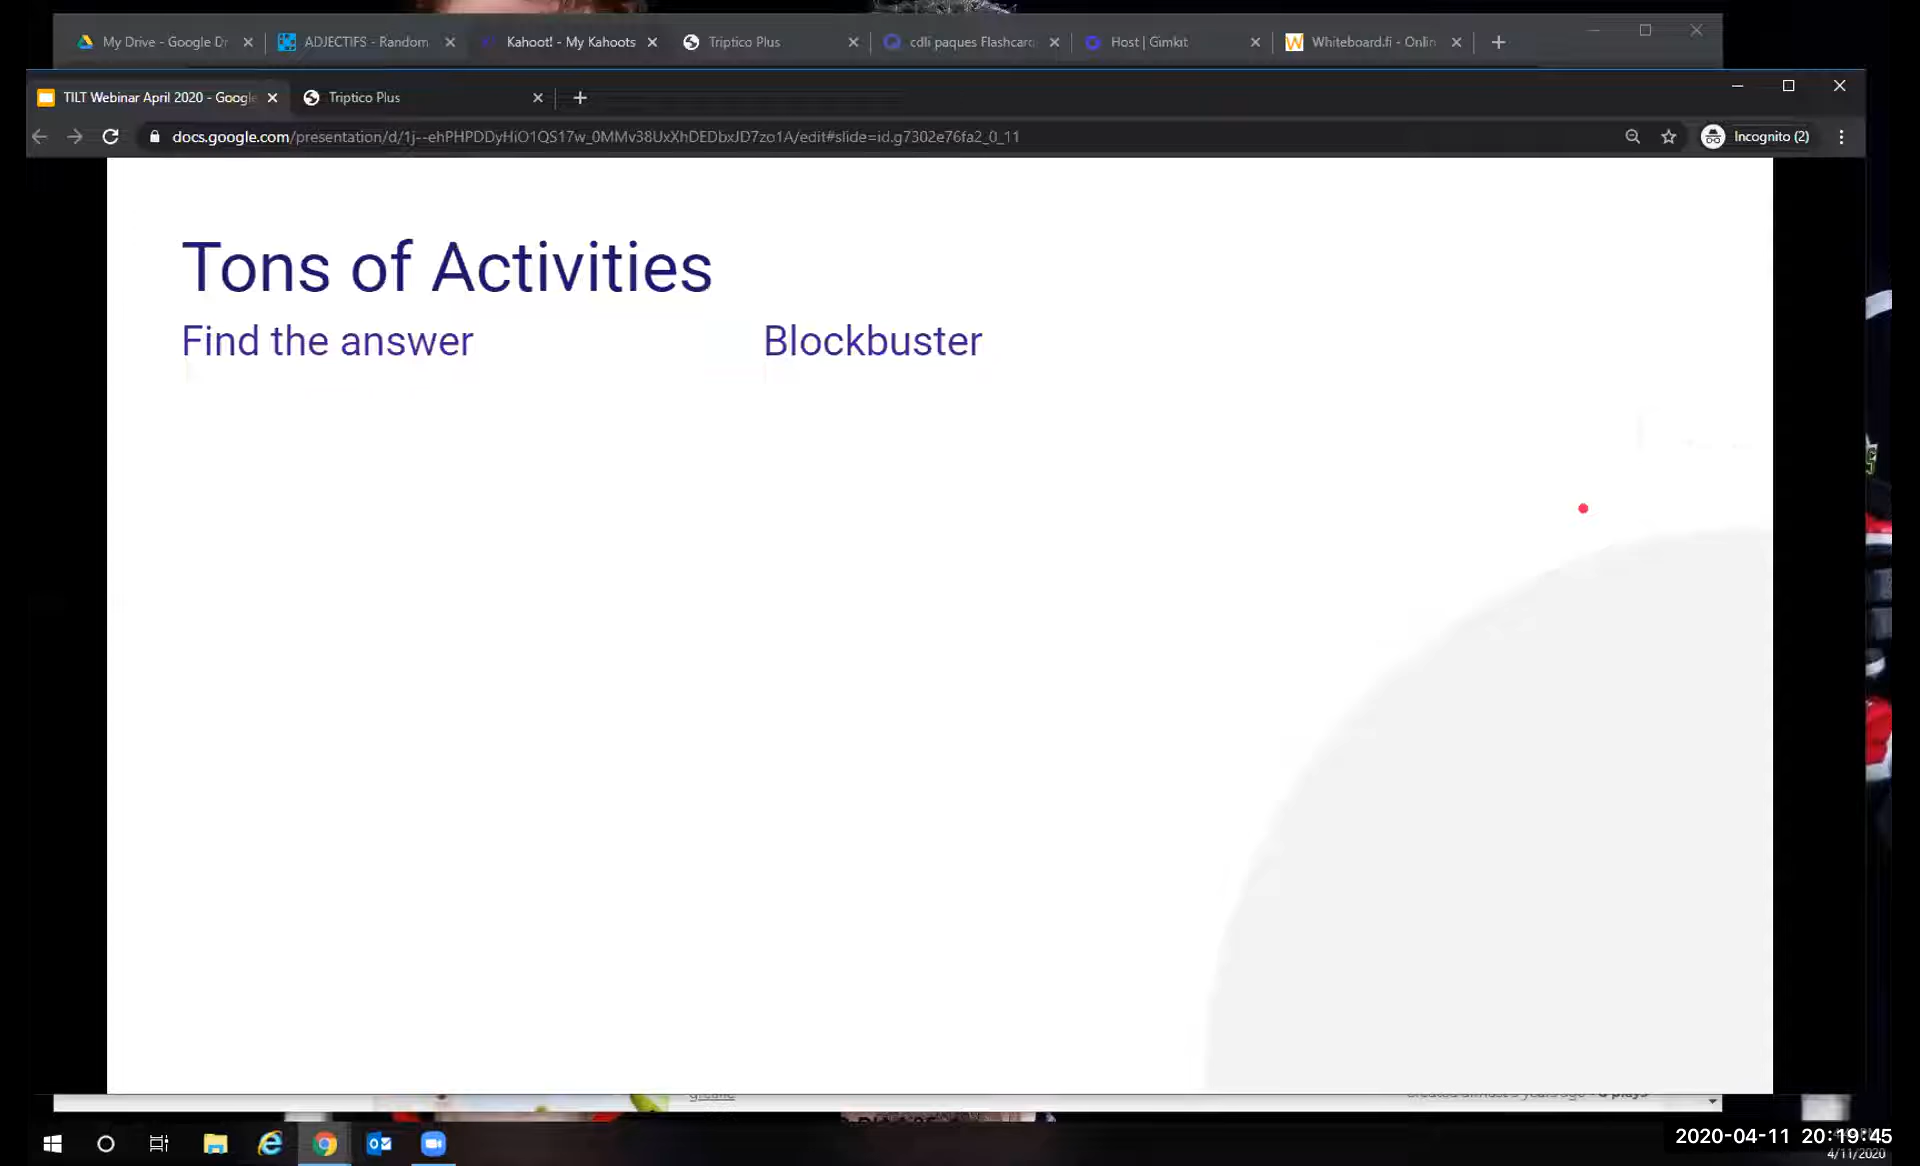 My Drive - Google Dr
ADJECTIFS - Random
Kahoot! - My Kahoots
Triptico Plus
cdli paques Flashcard
Host | Gimkit
Whiteboard.fi - Onlin
TILT Webinar April 2020 - Google
Triptico Plus
docs.google.com/presentation/d/1j--ehPHPDDyHiO1QS17w_0MMv38UxXhDEDbxJD7zo1A/edit#slide=id.g7302e76fa2_0_11
Incognito (2)
Tons of Activities
Find the answer
Blockbuster
2020-04-11 20:19:45
4/11/2020